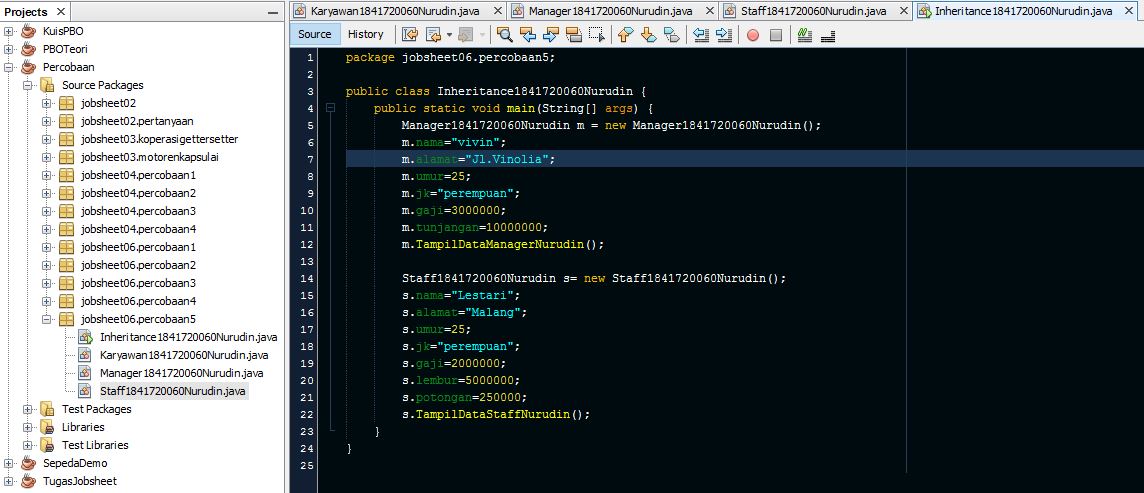 Projects
KuisPBO
PBOTeori
Percobaan
Source Packages
jobsheet02
jobsheet02.pertanyaan
jobsheet03.koperasigettersetter
jobsheet03.motorenkapsulai
jobsheet04.percobaan1
jobsheet04.percobaan2
jobsheet04.percobaan3
jobsheet04.percobaan4
jobsheet06.percobaan1
jobsheet06.percobaan2
jobsheet06.percobaan3
jobsheet06.percobaan4
jobsheet06.percobaan5
Inheritance1841720060Nurudin.java
Karyawan1841720060Nurudin.java
Manager1841720060Nurudin.java
Staff1841720060Nurudin.java
Test Packages
Libraries
Test Libraries
SepedaDemo
TugasJobsheet
Karyawan1841720060Nurudin.java Manager1841720060Nurudin.java Staff1841720060Nurudin.java Inheritance1841720060Nurudin.java
Source History
1 package jobsheet06.percobaan5;
2
3 public class Inheritance1841720060Nurudin {
4 public static void main(String[] args) {
5 Manager1841720060Nurudin m = new Manager1841720060Nurudin();
6 m.nama="vivin";
7 m.alamat="Jl.Vinolia";
8 m.umur=25;
9 m.jk="perempuan";
10 m.gaji=3000000;
11 m.tunjangan=10000000;
12 m.TampilDataManagerNurudin();
13
14 Staff1841720060Nurudin s= new Staff1841720060Nurudin();
15 s.nama="Lestari";
16 s.alamat="Malang";
17 s.umur=25;
18 s.jk="perempuan";
19 s.gaji=2000000;
20 s.lembur=5000000;
21 s.potongan=250000;
22 s.TampilDataStaffNurudin();
23 }
24 }
25